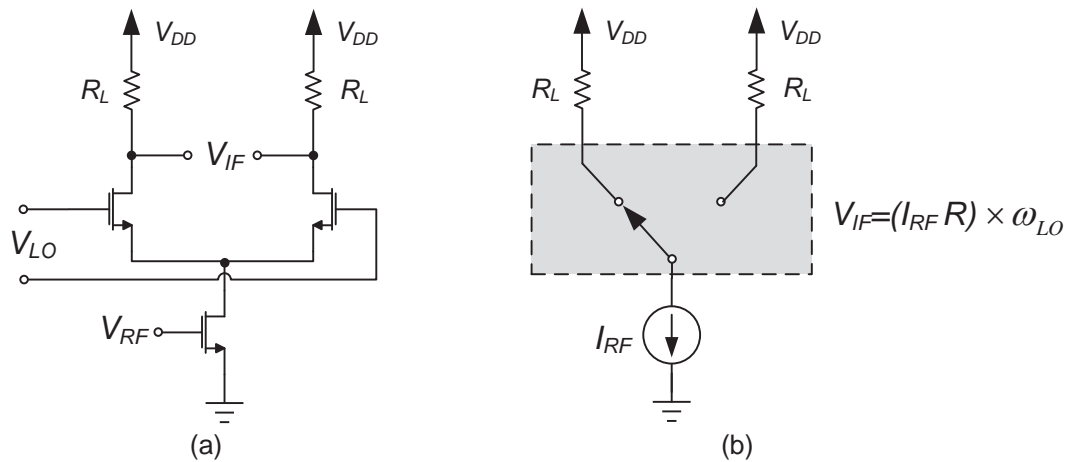 V_DD V_DD
R_L R_L
V_IF
V_LO
V_RF
(a)
V_DD V_DD
R_L R_L
V_IF=(I_RF R) × ω_LO
I_RF
(b)